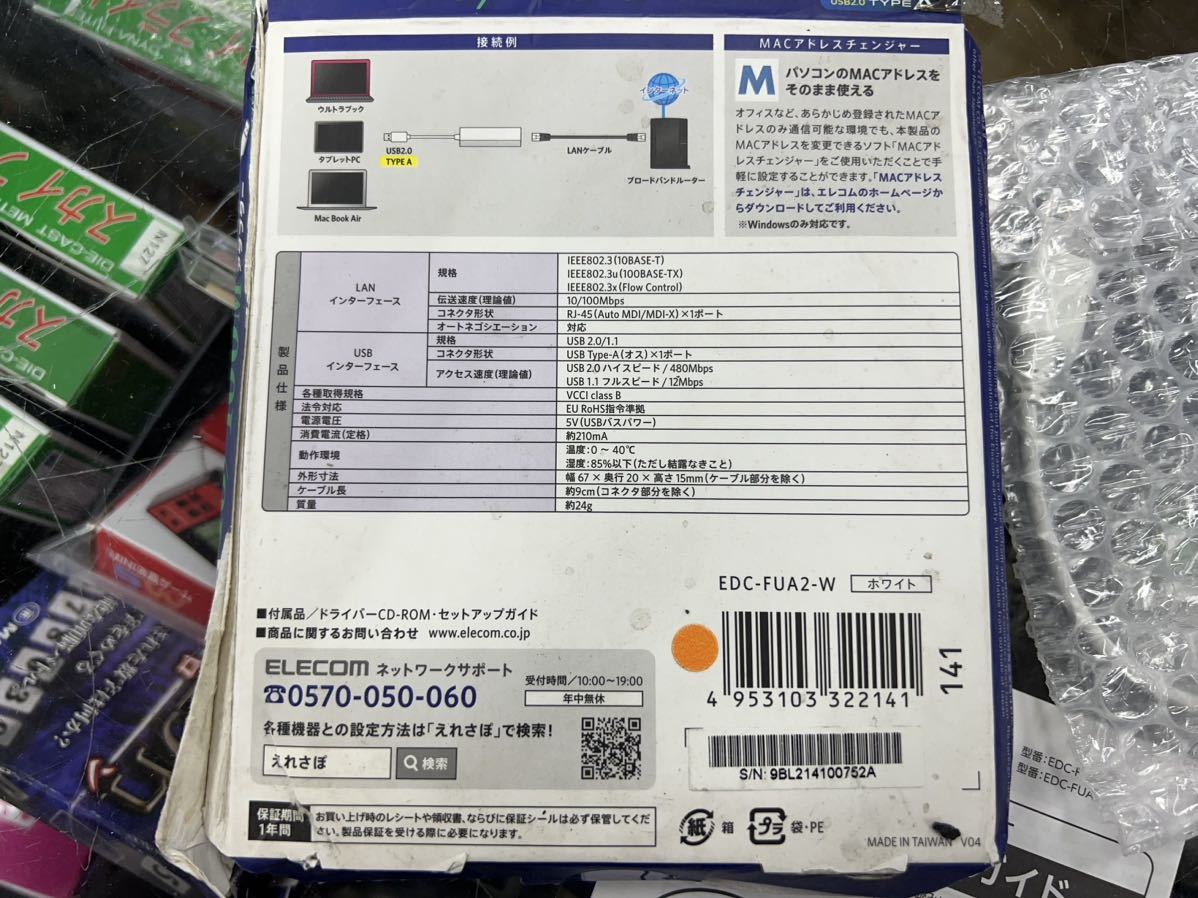 USB2.0 TYPE A
接続例
ウルトラブック
タブレットPC
Mac Book Air
USB2.0
TYPE A
LANケーブル
インターネット
ブロードバンドルーター
MACアドレスチェンジャー
M
パソコンのMACアドレスを
そのまま使える
オフィスなど、あらかじめ登録されたMACア
ドレスのみ通信可能な環境でも、本製品の
MACアドレスを変更できるソフト「MACアド
レスチェンジャー」をご使用いただくことで手
軽に設定することができます。「MACアドレス
チェンジャー」は、エレコムのホームページか
らダウンロードしてご利用ください。
※Windowsのみ対応です。
製品仕様
LAN
インターフェース
規格
IEEE802.3(10BASE-T)
IEEE802.3u(100BASE-TX)
IEEE802.3x(Flow Control)
伝送速度(理論値)
10/100Mbps
コネクタ形状
RJ-45(Auto MDI/MDI-X)×1ポート
オートネゴシエーション
対応
USB
インターフェース
規格
USB 2.0/1.1
コネクタ形状
USB Type-A(オス)×1ポート
アクセス速度(理論値)
USB 2.0 ハイスピード/480Mbps
USB 1.1 フルスピード/12Mbps
各種取得規格
VCCI class B
法令対応
EU RoHS指令準拠
電源電圧
5V(USBバスパワー)
消費電流(定格)
約210mA
動作環境
温度:0 ~ 40℃
湿度:85%以下(ただし結露なきこと)
外形寸法
幅 67 × 奥行 20 × 高さ 15mm(ケーブル部分を除く)
ケーブル長
約9cm(コネクタ部分を除く)
質量
約24g
EDC-FUA2-W
ホワイト
■付属品/ドライバーCD-ROM・セットアップガイド
■商品に関するお問い合わせ www.elecom.co.jp
ELECOM ネットワークサポート
☎0570-050-060
受付時間/10:00~19:00
年中無休
各種機器との設定方法は「えれさぽ」で検索!
えれさぽ
検索
4 953103 322141
141
S/N: 9BL214100752A
保証期間
1年間
お買い上げ時のレシートや領収書、ならびに保証シールは必ず保管してくだ
さい。製品保証を受ける際に必要になります。
紙 箱
プラ 袋・PE
MADE IN TAIWAN V04
型番:EDC-F
型番:EDC-FUA
ガイド
スカイラ
DIE-CAST
N127
スカイ